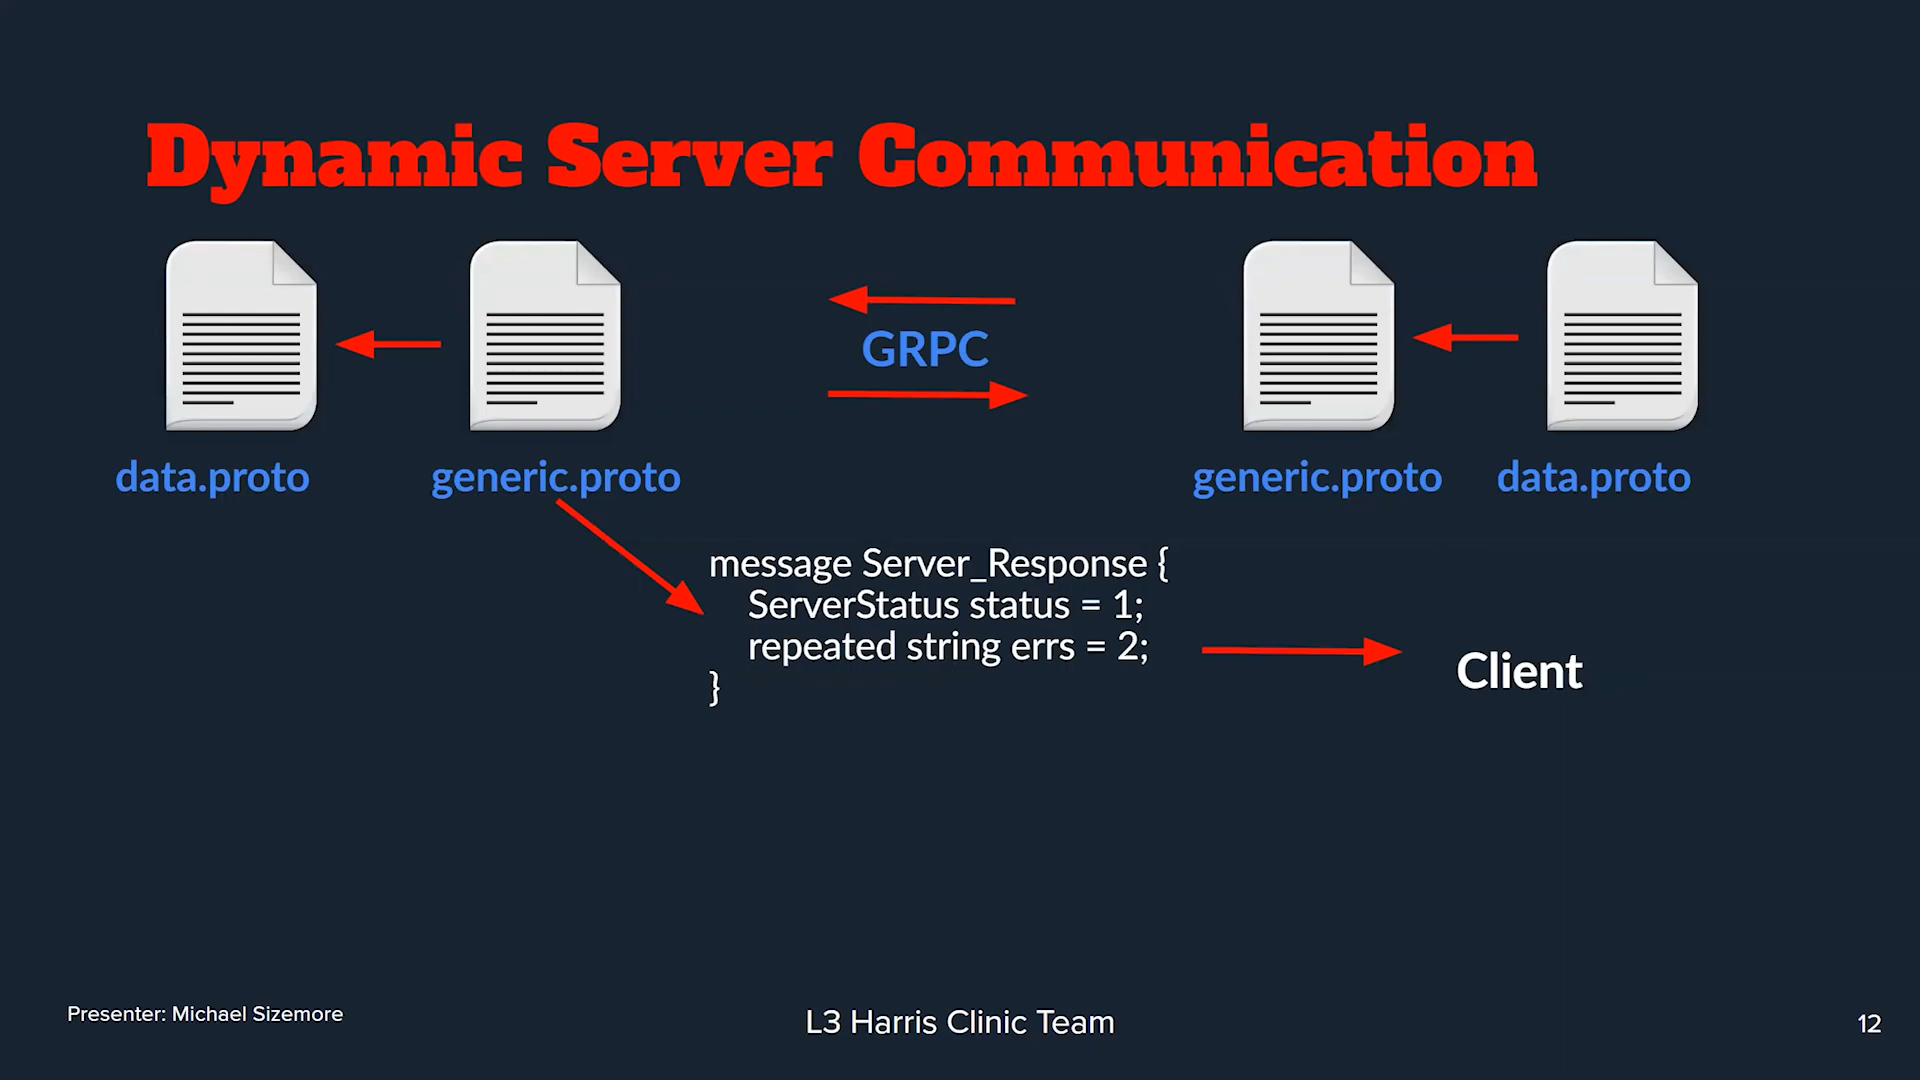 Dynamic Server Communication
GRPC
data.proto
generic.proto
generic.proto
data.proto
message Server_Response {
ServerStatus status = 1;
repeated string errs = 2;
}
Client
Presenter: Michael Sizemore
L3 Harris Clinic Team
12